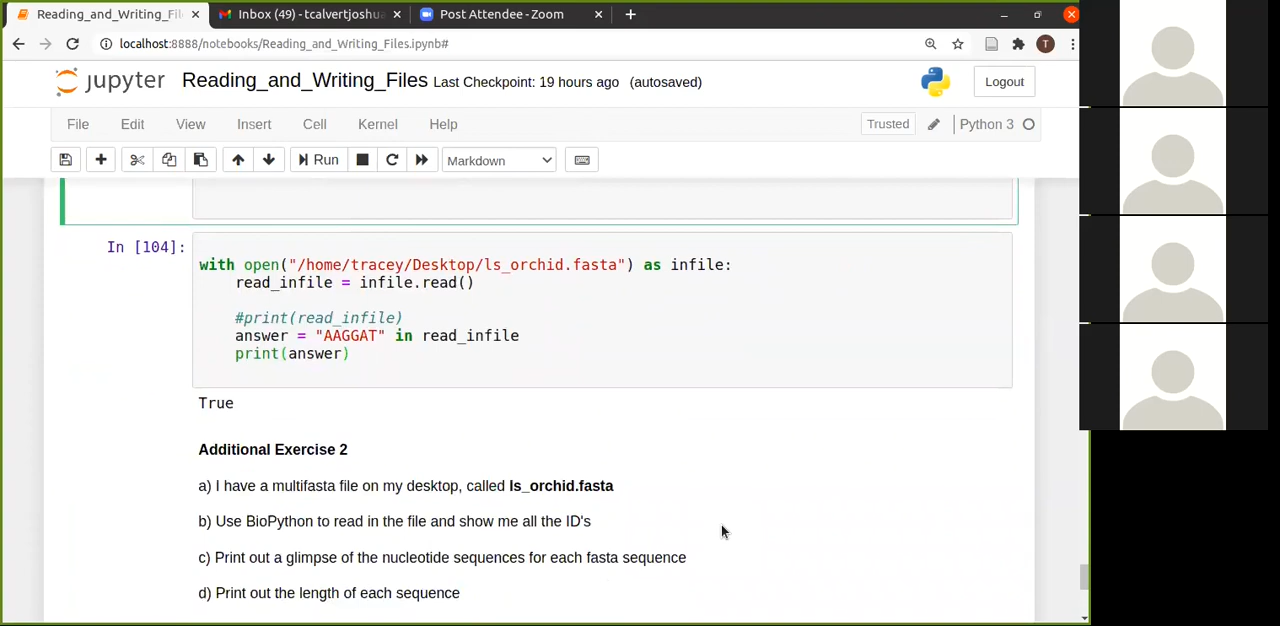 Reading_and_Writing_Fil
Inbox (49) - tcalvertjoshua
Post Attendee - Zoom
localhost:8888/notebooks/Reading_and_Writing_Files.ipynb#
T
jupyter Reading_and_Writing_Files Last Checkpoint: 19 hours ago (autosaved)
Logout
File Edit View Insert Cell Kernel Help
Trusted Python 3
Run Markdown
In [104]:
with open("/home/tracey/Desktop/ls_orchid.fasta") as infile:
read_infile = infile.read()
#print(read_infile)
answer = "AAGGAT" in read_infile
print(answer)
True
Additional Exercise 2
a) I have a multifasta file on my desktop, called ls_orchid.fasta
b) Use BioPython to read in the file and show me all the ID's
c) Print out a glimpse of the nucleotide sequences for each fasta sequence
d) Print out the length of each sequence